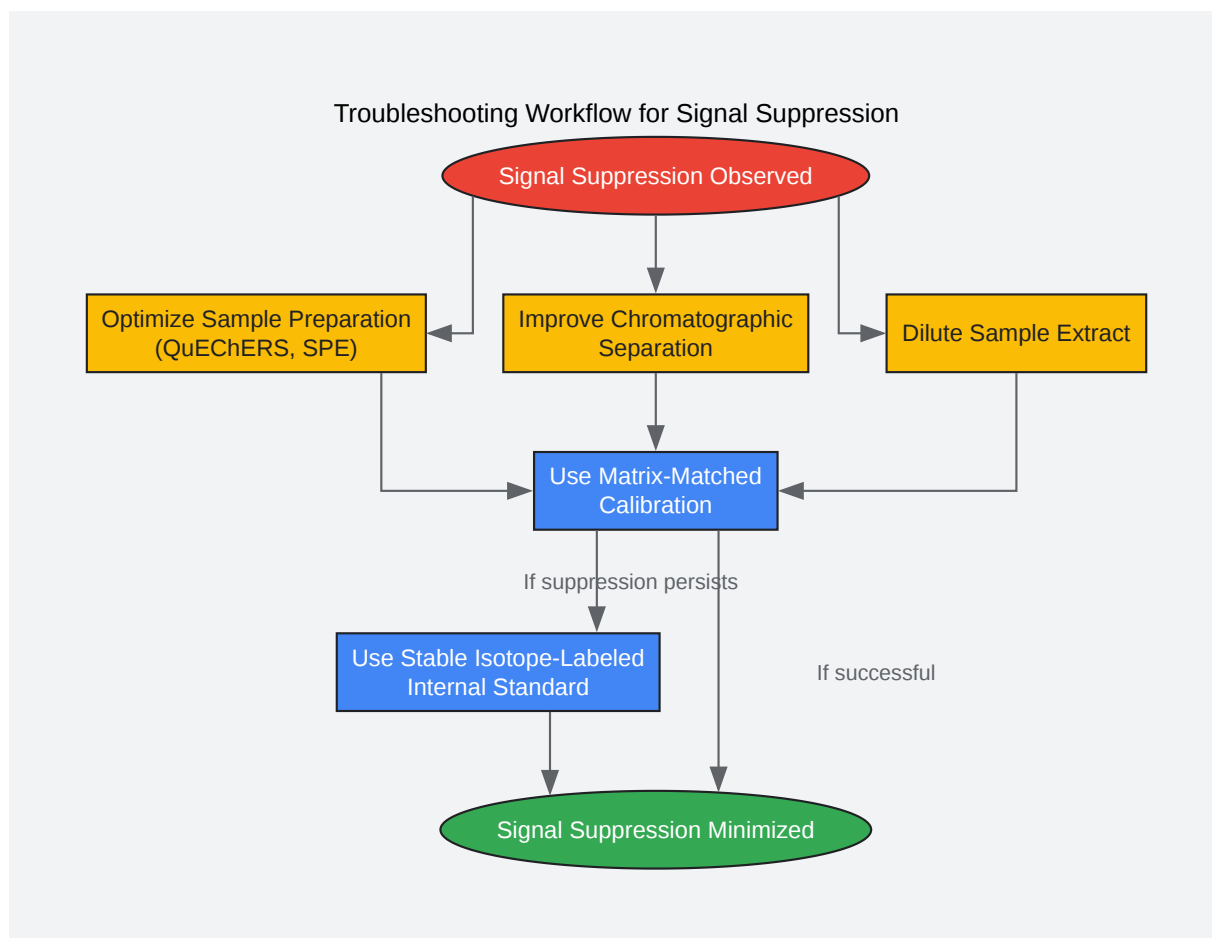 Troubleshooting Workflow for Signal Suppression
Signal Suppression Observed
Optimize Sample Preparation
(QuEChERS, SPE)
Improve Chromatographic
Separation
Dilute Sample Extract
Use Matrix-Matched
Calibration
If suppression persists
Use Stable Isotope-Labeled
Internal Standard
If successful
Signal Suppression Minimized